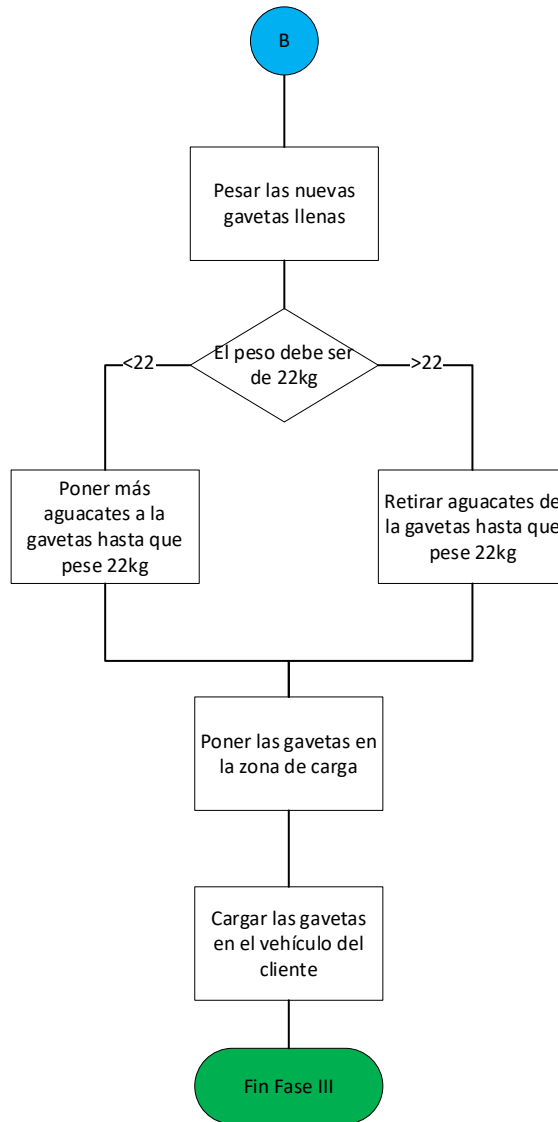 B
Pesar las nuevas
gavetas llenas
El peso debe ser
de 22kg
<22
>22
Poner más
aguacates a la
gavetas hasta que
pese 22kg
Retirar aguacates de
la gavetas hasta que
pese 22kg
Poner las gavetas en
la zona de carga
Cargar las gavetas
en el vehículo del
cliente
Fin Fase III